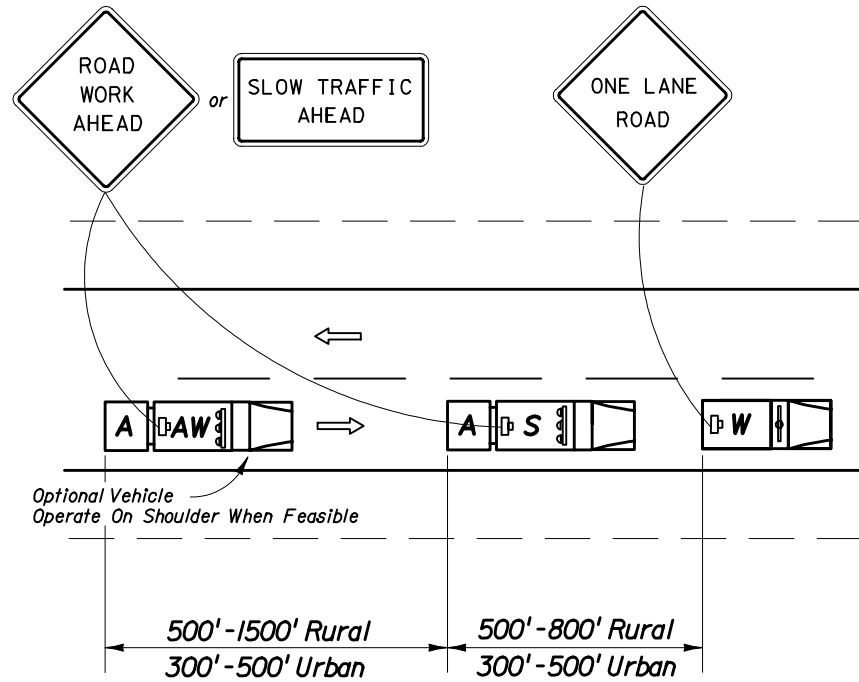 ROAD
WORK
AHEAD
or
SLOW TRAFFIC
AHEAD
ONE LANE
ROAD
A
AW
A
S
W
Optional Vehicle
Operate On Shoulder When Feasible
500'-1500' Rural
300'-500' Urban
500'-800' Rural
300'-500' Urban